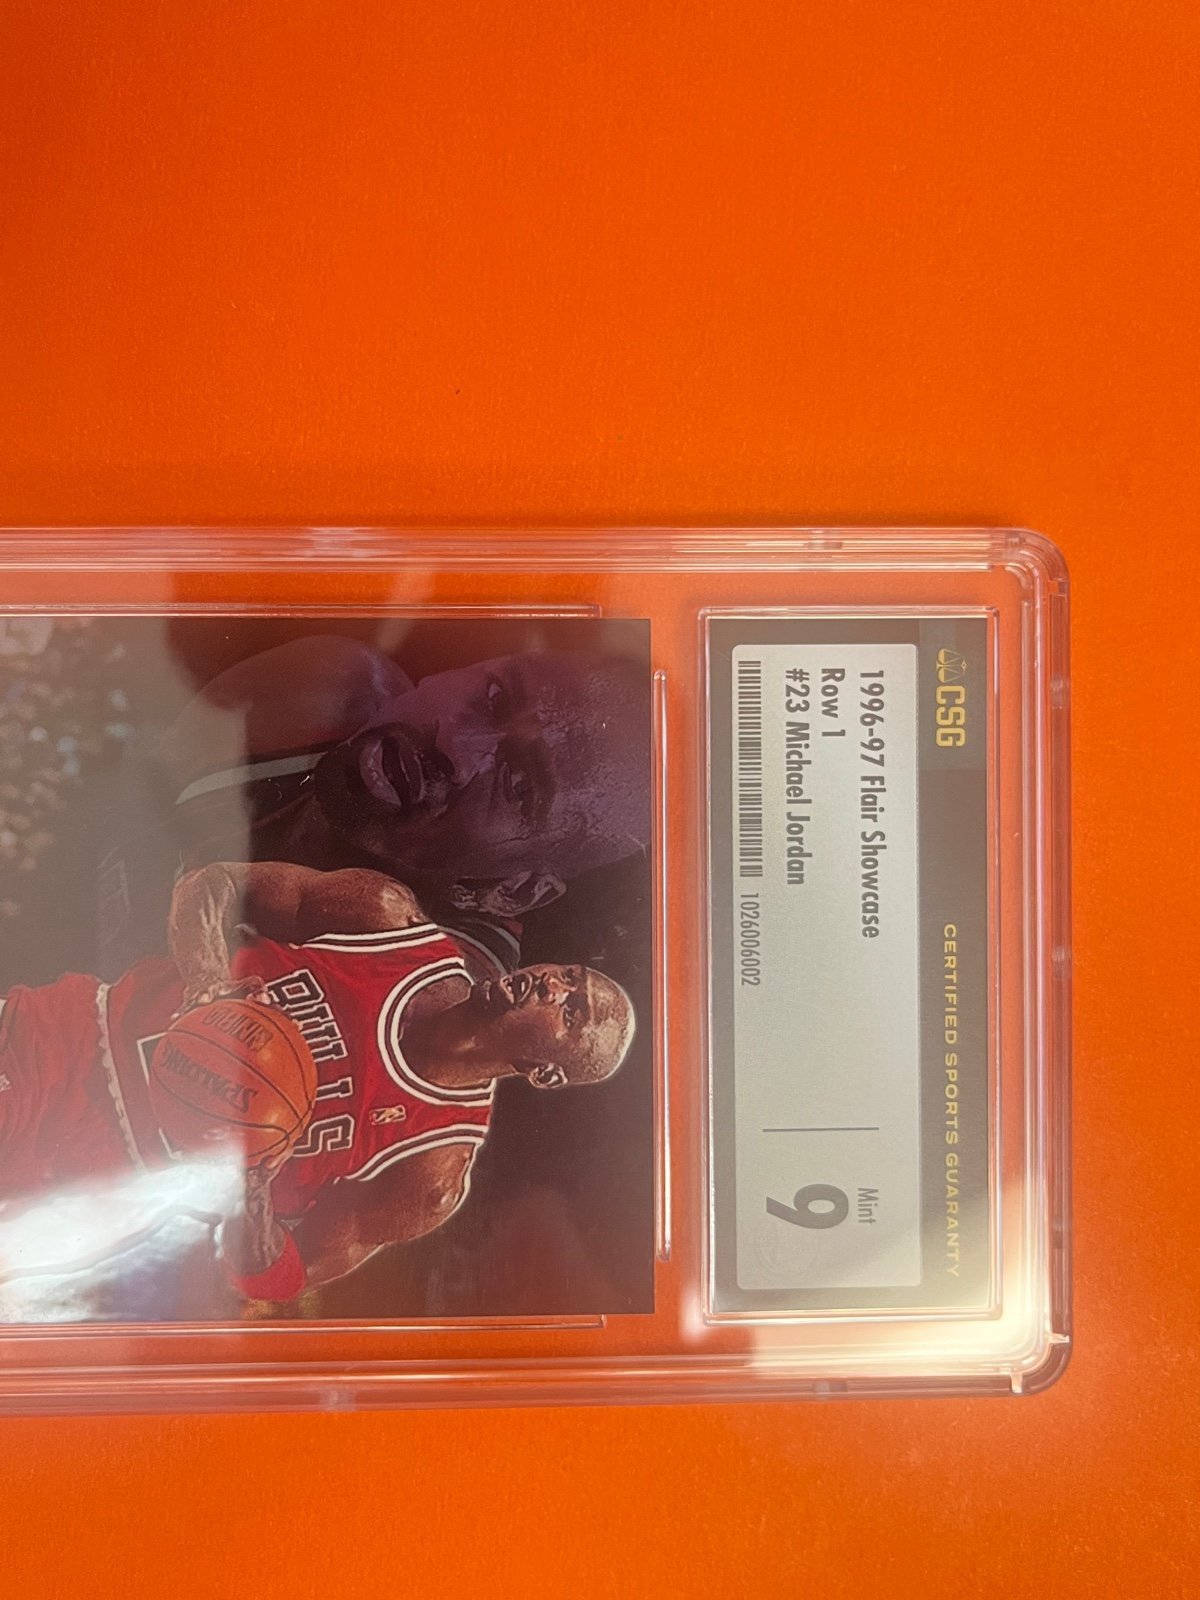 CSG
CERTIFIED SPORTS GUARANTY
1996-97 Flair Showcase
Row 1
#23 Michael Jordan
1026006002
Mint
9
BULLS
SPALDING